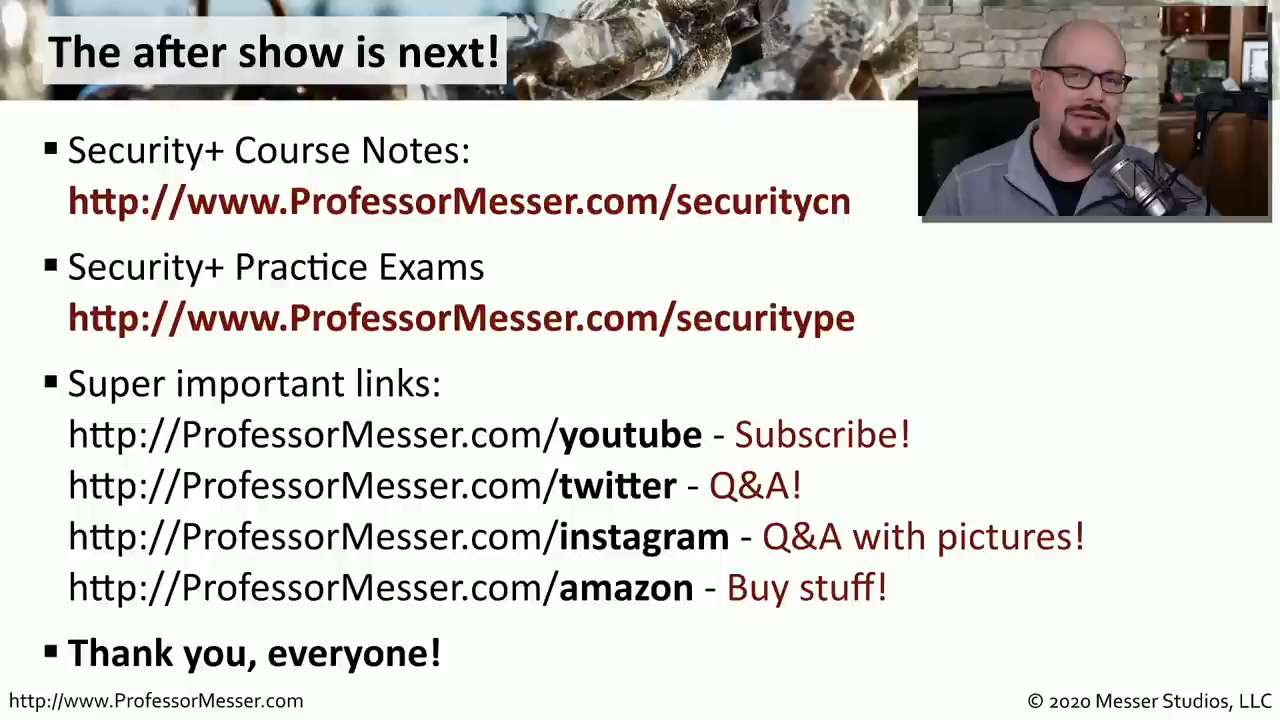 The after show is next!
▪ Security+ Course Notes:
http://www.ProfessorMesser.com/securitycn
▪ Security+ Practice Exams
http://www.ProfessorMesser.com/securitype
▪ Super important links:
http://ProfessorMesser.com/youtube - Subscribe!
http://ProfessorMesser.com/twitter - Q&A!
http://ProfessorMesser.com/instagram - Q&A with pictures!
http://ProfessorMesser.com/amazon - Buy stuff!
▪ Thank you, everyone!
http://www.ProfessorMesser.com
© 2020 Messer Studios, LLC